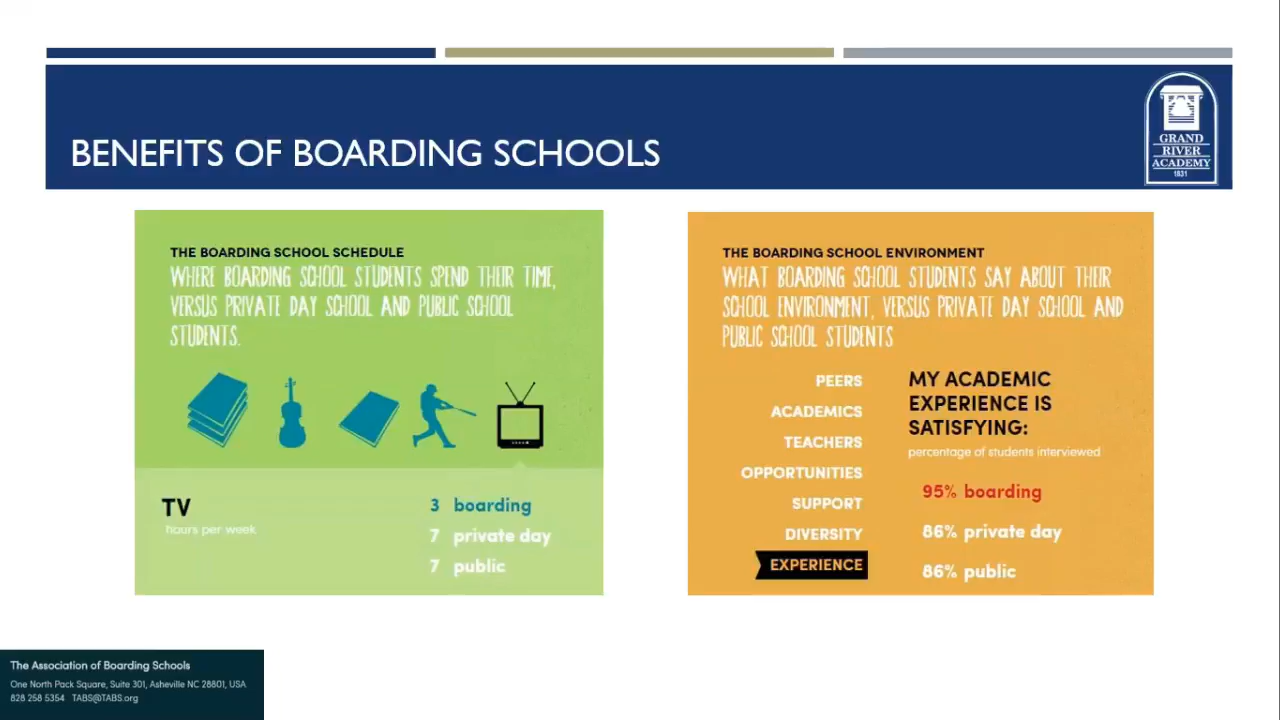 BENEFITS OF BOARDING SCHOOLS
GRAND
RIVER
ACADEMY
1831
THE BOARDING SCHOOL SCHEDULE
WHERE BOARDING SCHOOL STUDENTS SPEND THEIR TIME,
VERSUS PRIVATE DAY SCHOOL AND PUBLIC SCHOOL
STUDENTS.
TV
hours per week
3 boarding
7 private day
7 public
THE BOARDING SCHOOL ENVIRONMENT
WHAT BOARDING SCHOOL STUDENTS SAY ABOUT THEIR
SCHOOL ENVIRONMENT, VERSUS PRIVATE DAY SCHOOL AND
PUBLIC SCHOOL STUDENTS
PEERS
ACADEMICS
TEACHERS
OPPORTUNITIES
SUPPORT
DIVERSITY
EXPERIENCE
MY ACADEMIC
EXPERIENCE IS
SATISFYING:
percentage of students interviewed
95% boarding
86% private day
86% public
The Association of Boarding Schools
One North Pack Square, Suite 301, Asheville NC 28801, USA
828 258 5354 TABS@TABS.org